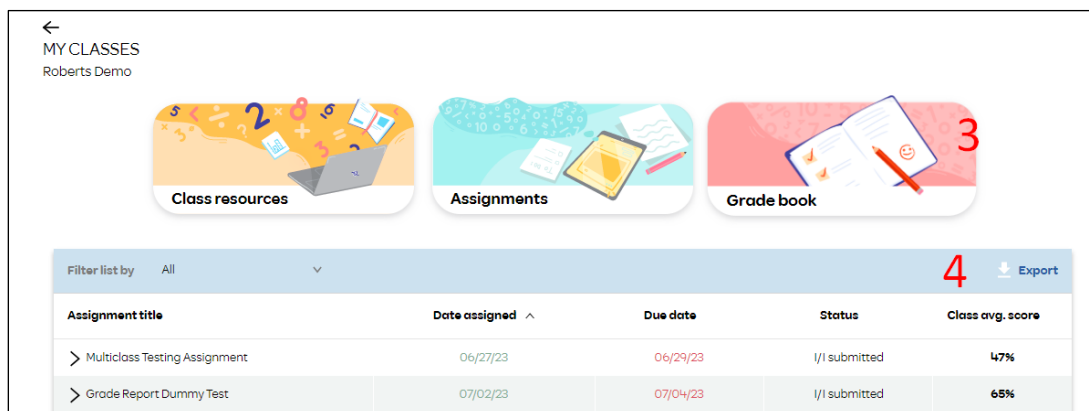 MY CLASSES
Roberts Demo
3
Class resources
Assignments
Grade book
Filter list by All
4 Export
Assignment title Date assigned Due date Status Class avg. score
Multiclass Testing Assignment 06/27/23 06/29/23 1/1 submitted 47%
Grade Report Dummy Test 07/02/23 07/04/23 1/1 submitted 65%